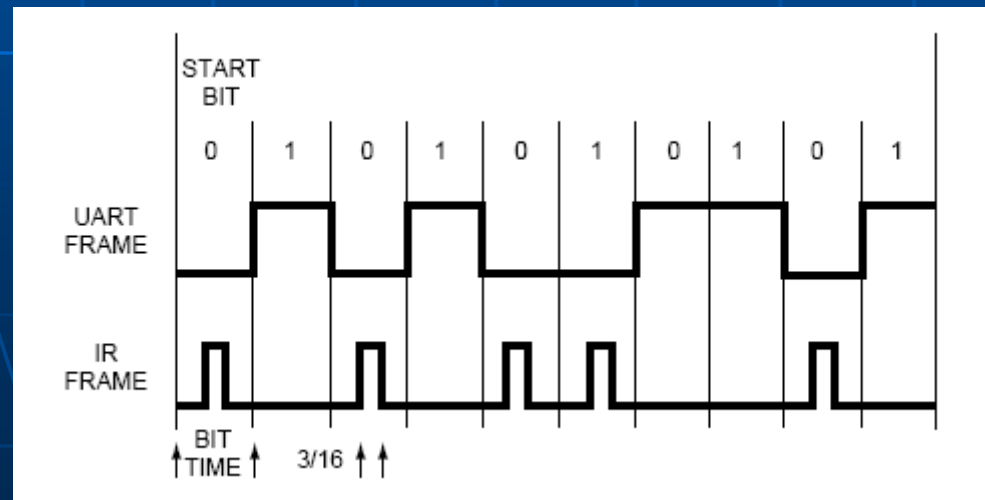 START
BIT
0 1 0 1 0 1 0 1 0 1
UART
FRAME
IR
FRAME
BIT
TIME 3/16